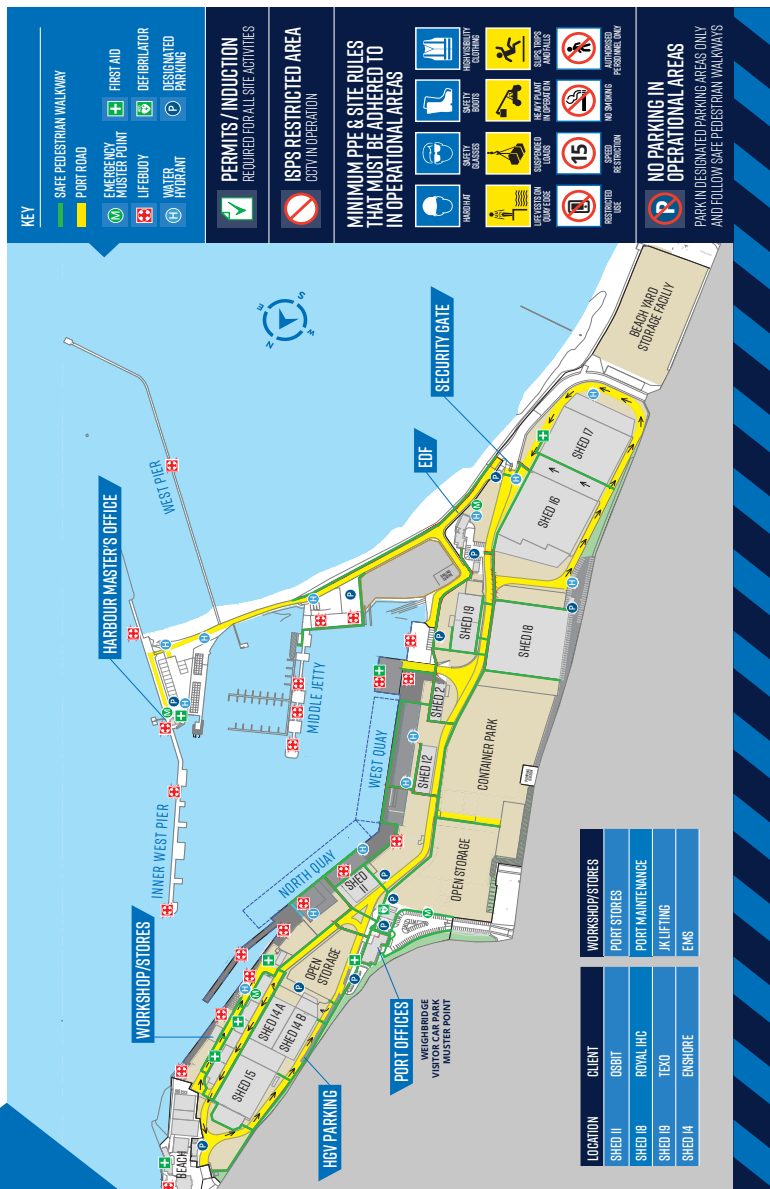 KEY
SAFE PEDESTRIAN WALKWAY
PORT ROAD
M EMERGENCY
MUSTER POINT
FIRST AID
LIFEBUOY
DEFIBRILATOR
H WATER
HYDRANT
P DESIGNATED
PARKING
PERMITS / INDUCTION
REQUIRED FOR ALL SITE ACTIVITIES
ISPS RESTRICTED AREA
CCTV IN OPERATION
MINIMUM PPE & SITE RULES
THAT MUST BE ADHERED TO
IN OPERATIONAL AREAS
HARD HAT
SAFETY
GLASSES
SAFETY
BOOTS
HIGH VISIBILITY
CLOTHING
LIFEVESTS ON
QUAY EDGE
SUSPENDED
LOADS
HEAVY PLANT
IN OPERATION
SLIPS, TRIPS
AND FALLS
RESTRICTED
USE
15
SPEED
RESTRICTION
NO SMOKING
AUTHORISED
PERSONNEL ONLY
P
NO PARKING IN
OPERATIONAL AREAS
PARK IN DESIGNATED PARKING AREAS ONLY
AND FOLLOW SAFE PEDESTRIAN WALKWAYS
N
E
S
W
WORKSHOP/STORES
HARBOUR MASTER'S OFFICE
WEST PIER
INNER WEST PIER
MIDDLE JETTY
NORTH QUAY
WEST QUAY
EDF
SECURITY GATE
BEACH
SHED 15
SHED 14A
SHED 14B
OPEN
STORAGE
SHED
11
SHED 12
SHED 2
SHED 19
SHED 18
SHED 16
SHED 17
BEACH YARD
STORAGE FACILIY
CONTAINER PARK
OPEN STORAGE
HGV PARKING
PORT OFFICES
WEIGHBRIDGE
VISITOR CAR PARK
MUSTER POINT
LOCATION CLIENT
SHED 11 OSBIT
SHED 18 ROYAL IHC
SHED 19 TEXO
SHED 14 ENSHORE
WORKSHOP/STORES
PORT STORES
PORT MAINTENANCE
JK LIFTING
EMS